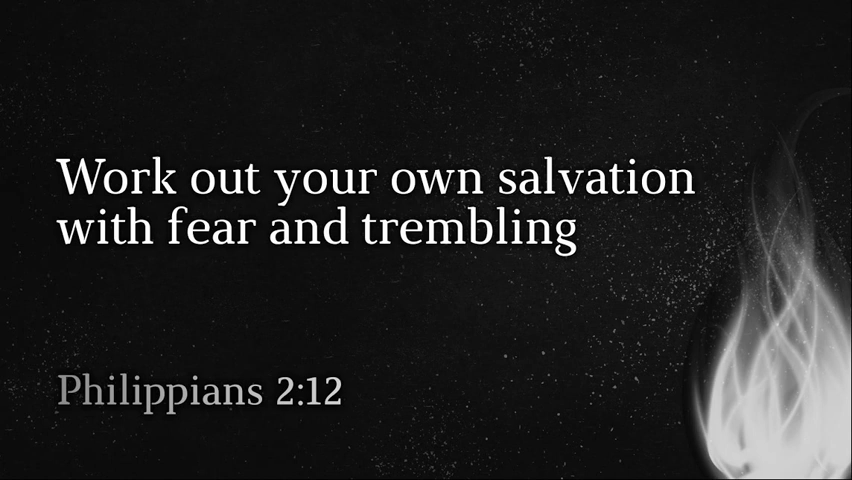 Work out your own salvation
with fear and trembling
Philippians 2:12